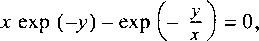 x exp (−y) − exp (− y/x) = 0,